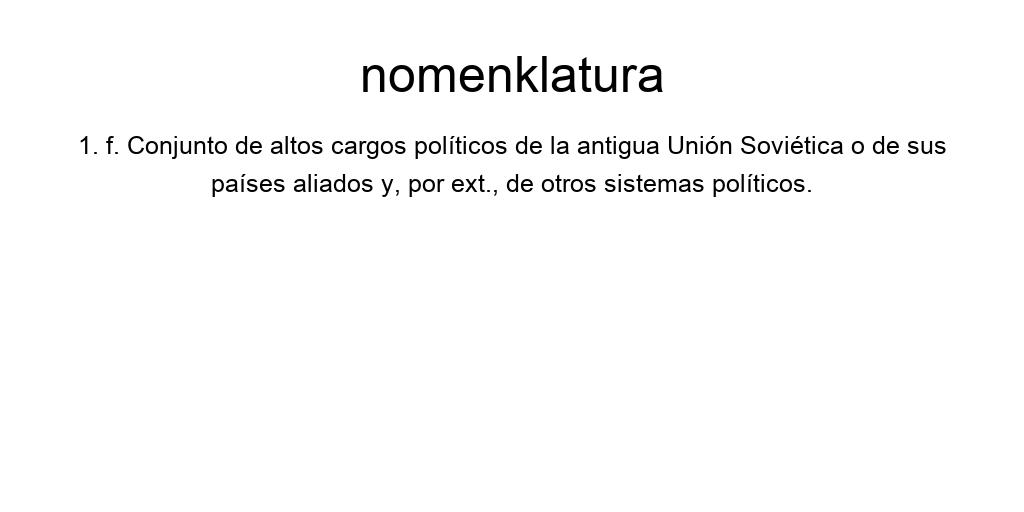 nomenklatura
1. f. Conjunto de altos cargos políticos de la antigua Unión Soviética o de sus
países aliados y, por ext., de otros sistemas políticos.